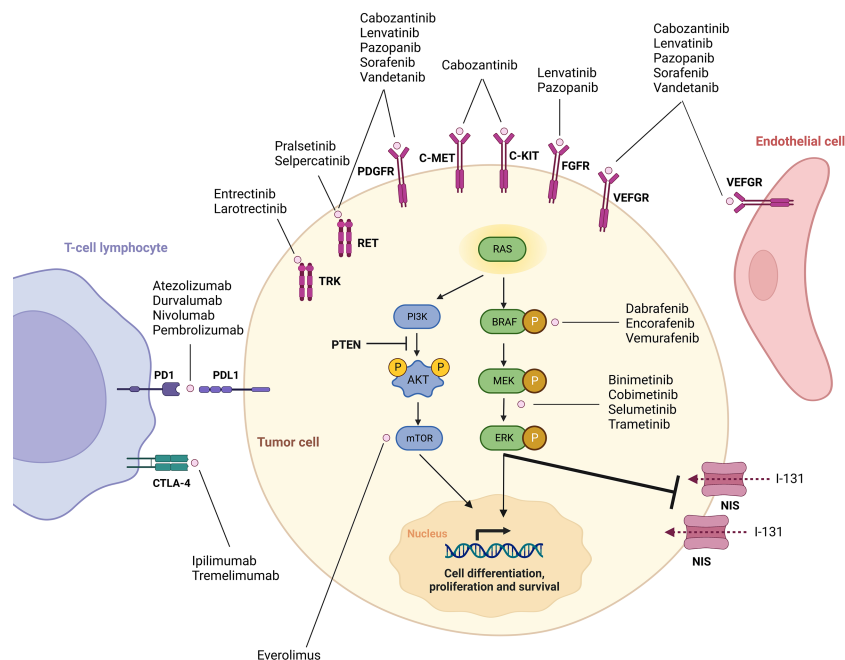 Cabozantinib
Lenvatinib
Pazopanib
Sorafenib
Vandetanib
Cabozantinib
Lenvatinib
Pazopanib
Cabozantinib
Lenvatinib
Pazopanib
Sorafenib
Vandetanib
Endothelial cell
Pralsetinib
Selpercatinib
PDGFR
C-MET
C-KIT
FGFR
VEFGR
VEFGR
Entrectinib
Larotrectinib
RET
TRK
T-cell lymphocyte
RAS
Atezolizumab
Durvalumab
Nivolumab
Pembrolizumab
PI3K
BRAF
P
Dabrafenib
Encorafenib
Vemurafenib
PTEN
P
P
AKT
MEK
P
PD1
PDL1
Binimetinib
Cobimetinib
Selumetinib
Trametinib
Tumor cell
mTOR
ERK
P
CTLA-4
I-131
NIS
I-131
NIS
Nucleus
Cell differentiation,
proliferation and survival
Ipilimumab
Tremelimumab
Everolimus